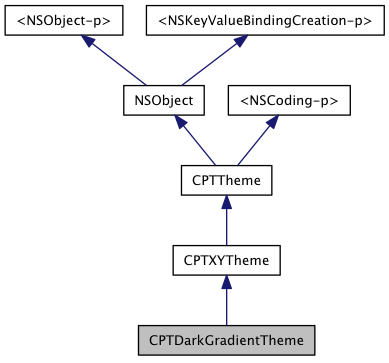 <NSObject-p>
<NSKeyValueBindingCreation-p>
NSObject
<NSCoding-p>
CPTTheme
CPTXYTheme
CPTDarkGradientTheme